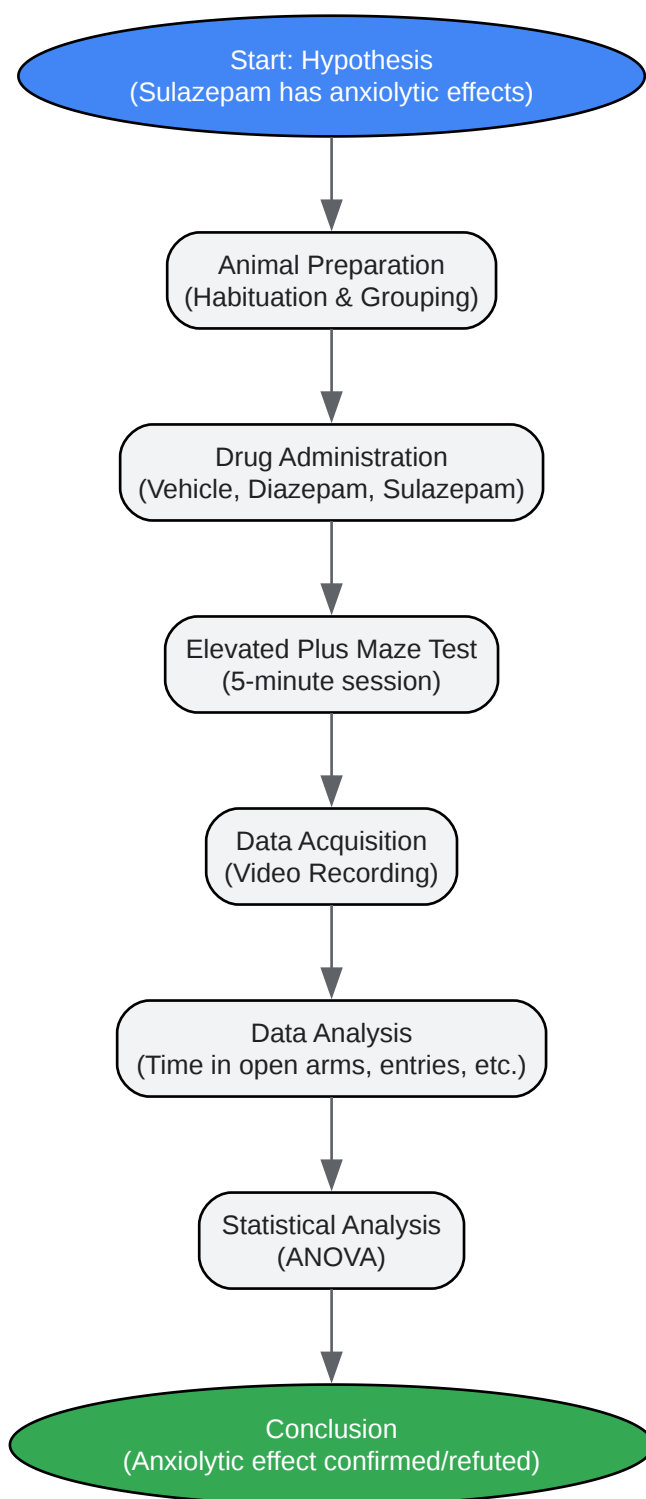 Start: Hypothesis
(Sulazepam has anxiolytic effects)
Animal Preparation
(Habituation & Grouping)
Drug Administration
(Vehicle, Diazepam, Sulazepam)
Elevated Plus Maze Test
(5-minute session)
Data Acquisition
(Video Recording)
Data Analysis
(Time in open arms, entries, etc.)
Statistical Analysis
(ANOVA)
Conclusion
(Anxiolytic effect confirmed/refuted)